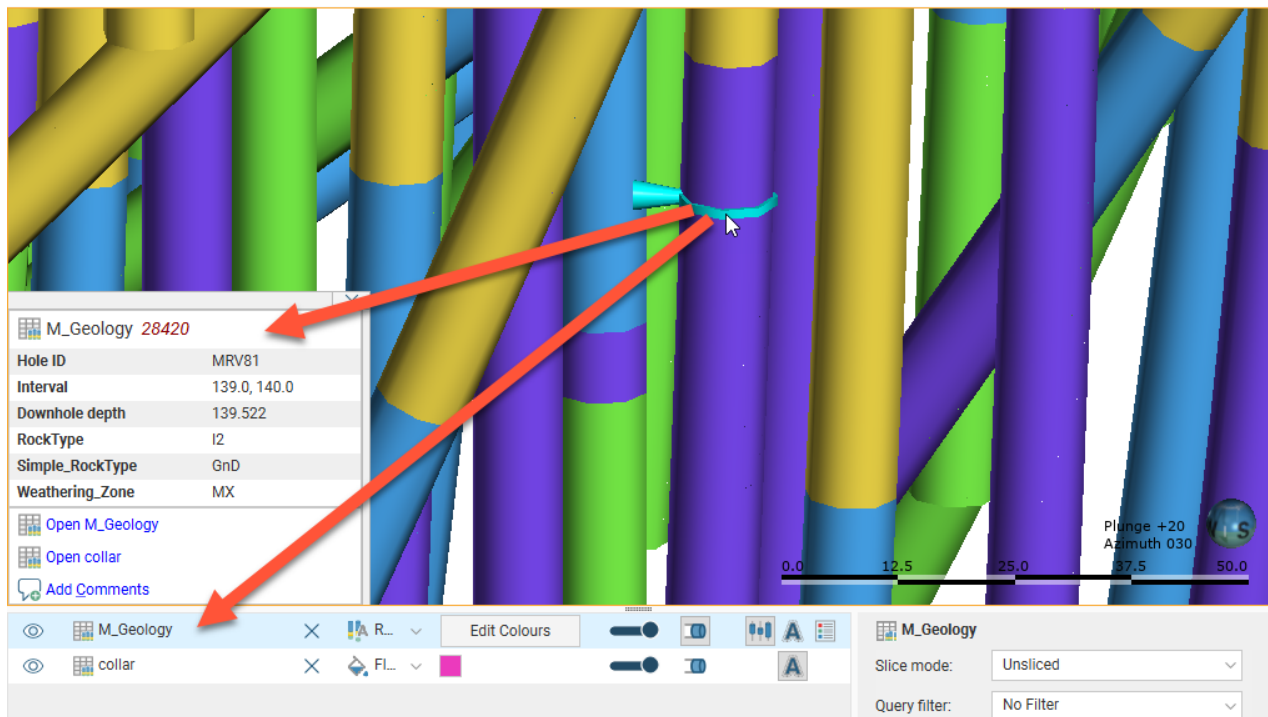 M_Geology 28420
Hole ID MRV81
Interval 139.0, 140.0
Downhole depth 139.522
RockType I2
Simple_RockType GnD
Weathering_Zone MX
Open M_Geology
Open collar
Add Comments
Plunge +20
Azimuth 030
S
0.0 12.5 25.0 37.5 50.0
M_Geology R... Edit Colours
collar Fl...
M_Geology
Slice mode: Unsliced
Query filter: No Filter